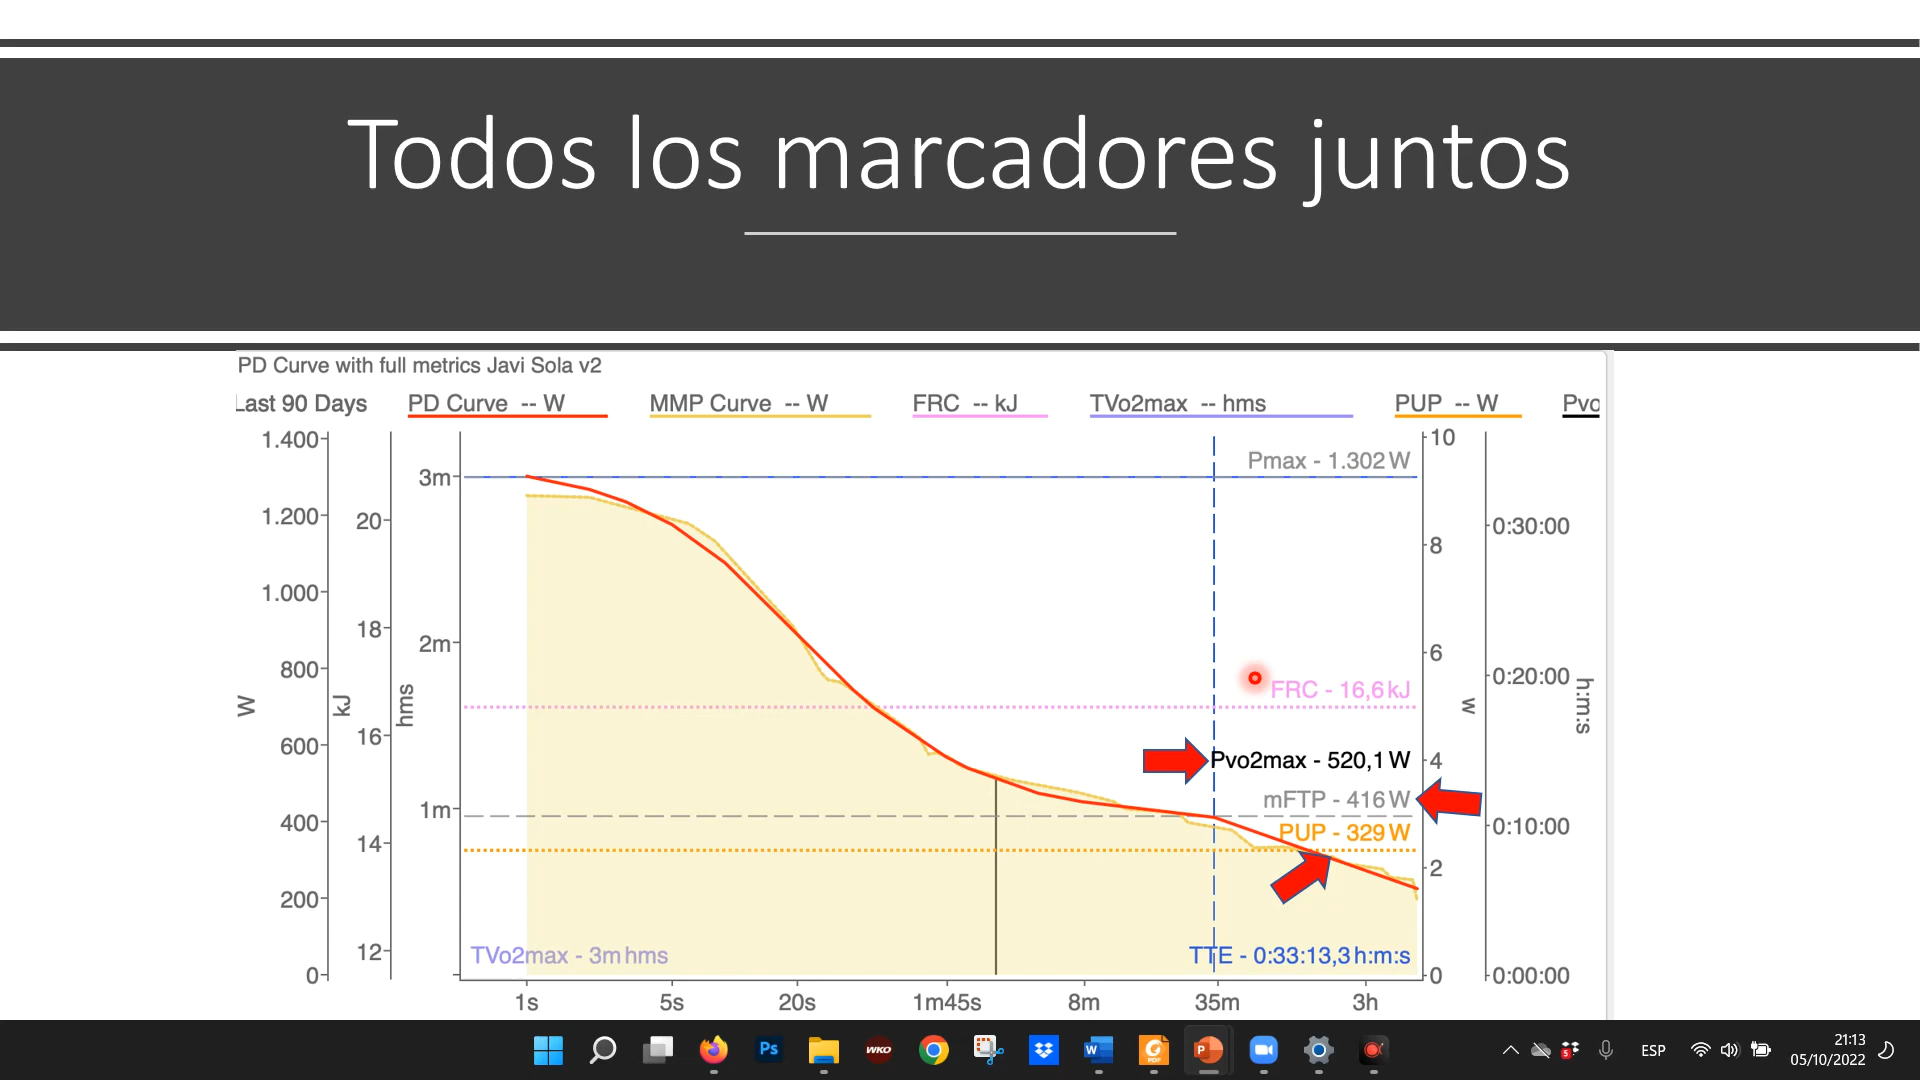 Todos los marcadores juntos
PD Curve with full metrics Javi Sola v2
Last 90 Days PD Curve -- W MMP Curve -- W FRC -- kJ TVo2max -- hms PUP -- W Pvo
1.400
1.200
1.000
800
600
400
200
0
W
20
18
16
14
12
kJ
3m
2m
1m
hms
Pmax - 1.302 W
FRC - 16,6 kJ
Pvo2max - 520,1 W
mFTP - 416 W
PUP - 329 W
TVo2max - 3m hms
TTE - 0:33:13,3 h:m:s
10
8
6
4
2
0
w
0:30:00
0:20:00
0:10:00
0:00:00
h:m:s
1s 5s 20s 1m45s 8m 35m 3h
Ps
WKO
W
PDF
P
5
ESP
21:13
05/10/2022